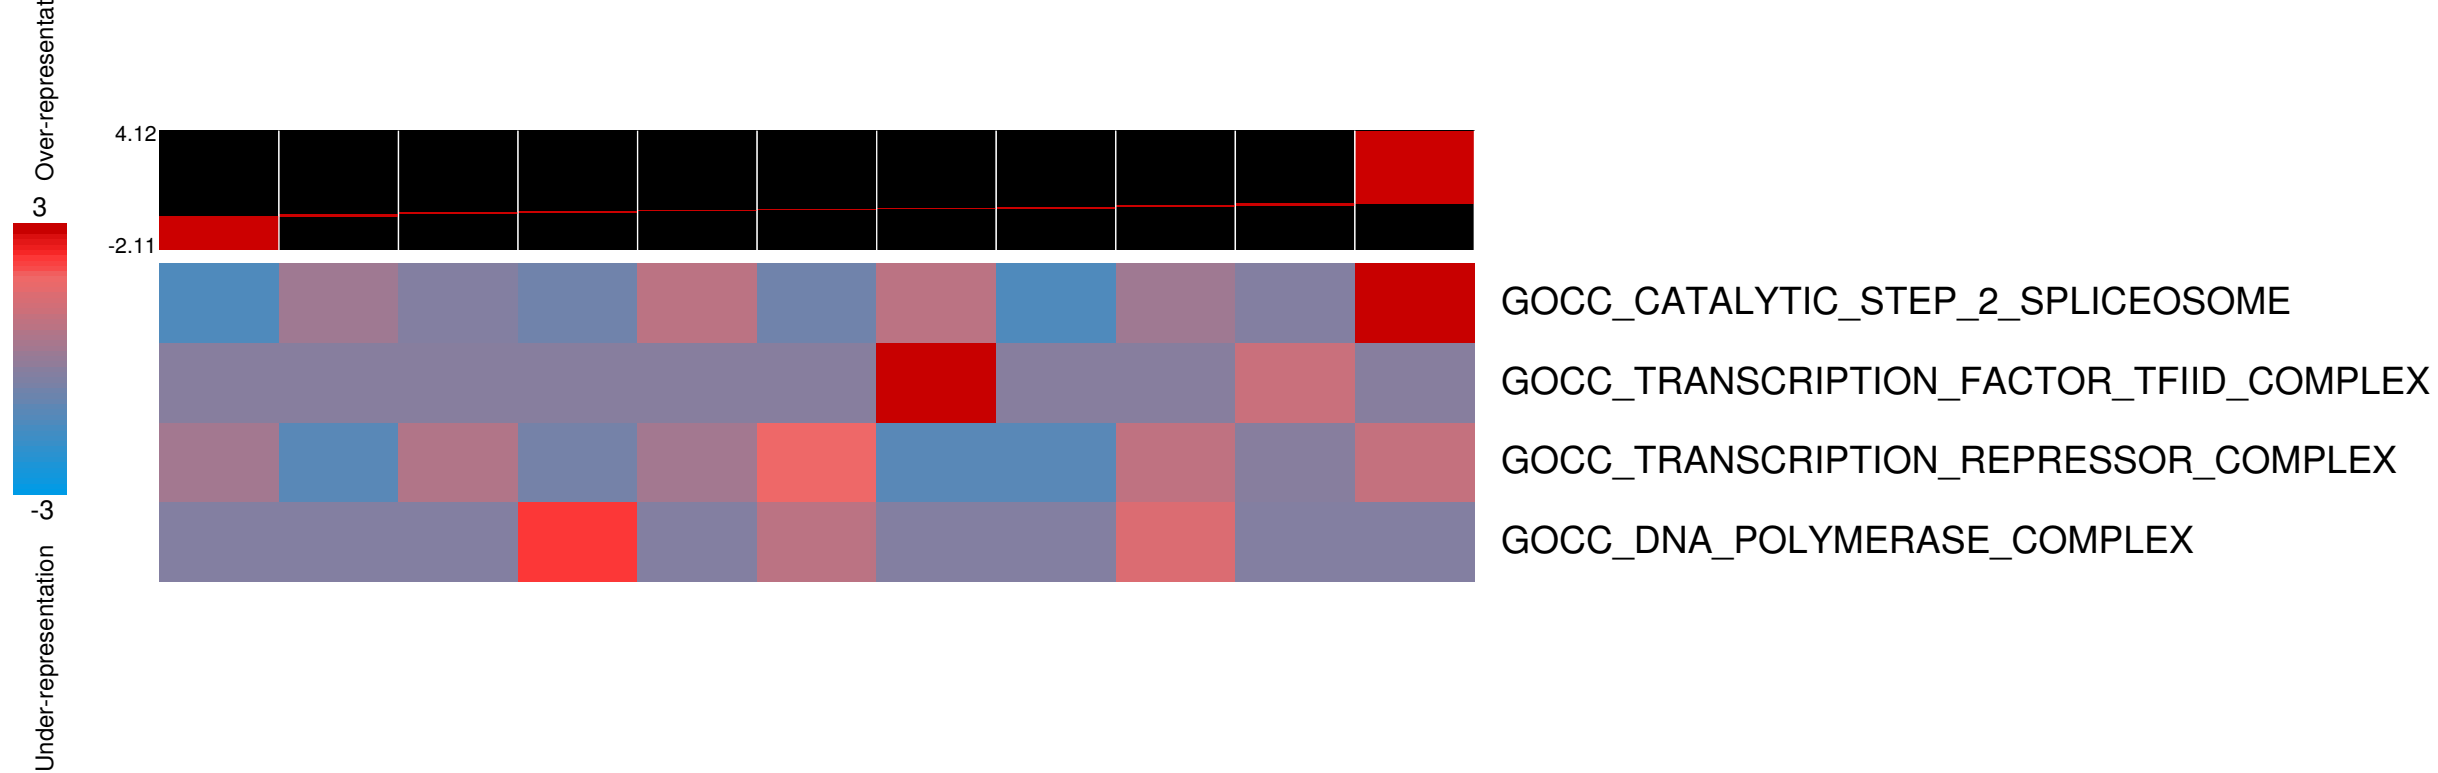 Over-representat
4.12
3
-2.11
GOCC_CATALYTIC_STEP_2_SPLICEOSOME
GOCC_TRANSCRIPTION_FACTOR_TFIID_COMPLEX
GOCC_TRANSCRIPTION_REPRESSOR_COMPLEX
-3
GOCC_DNA_POLYMERASE_COMPLEX
Under-representation